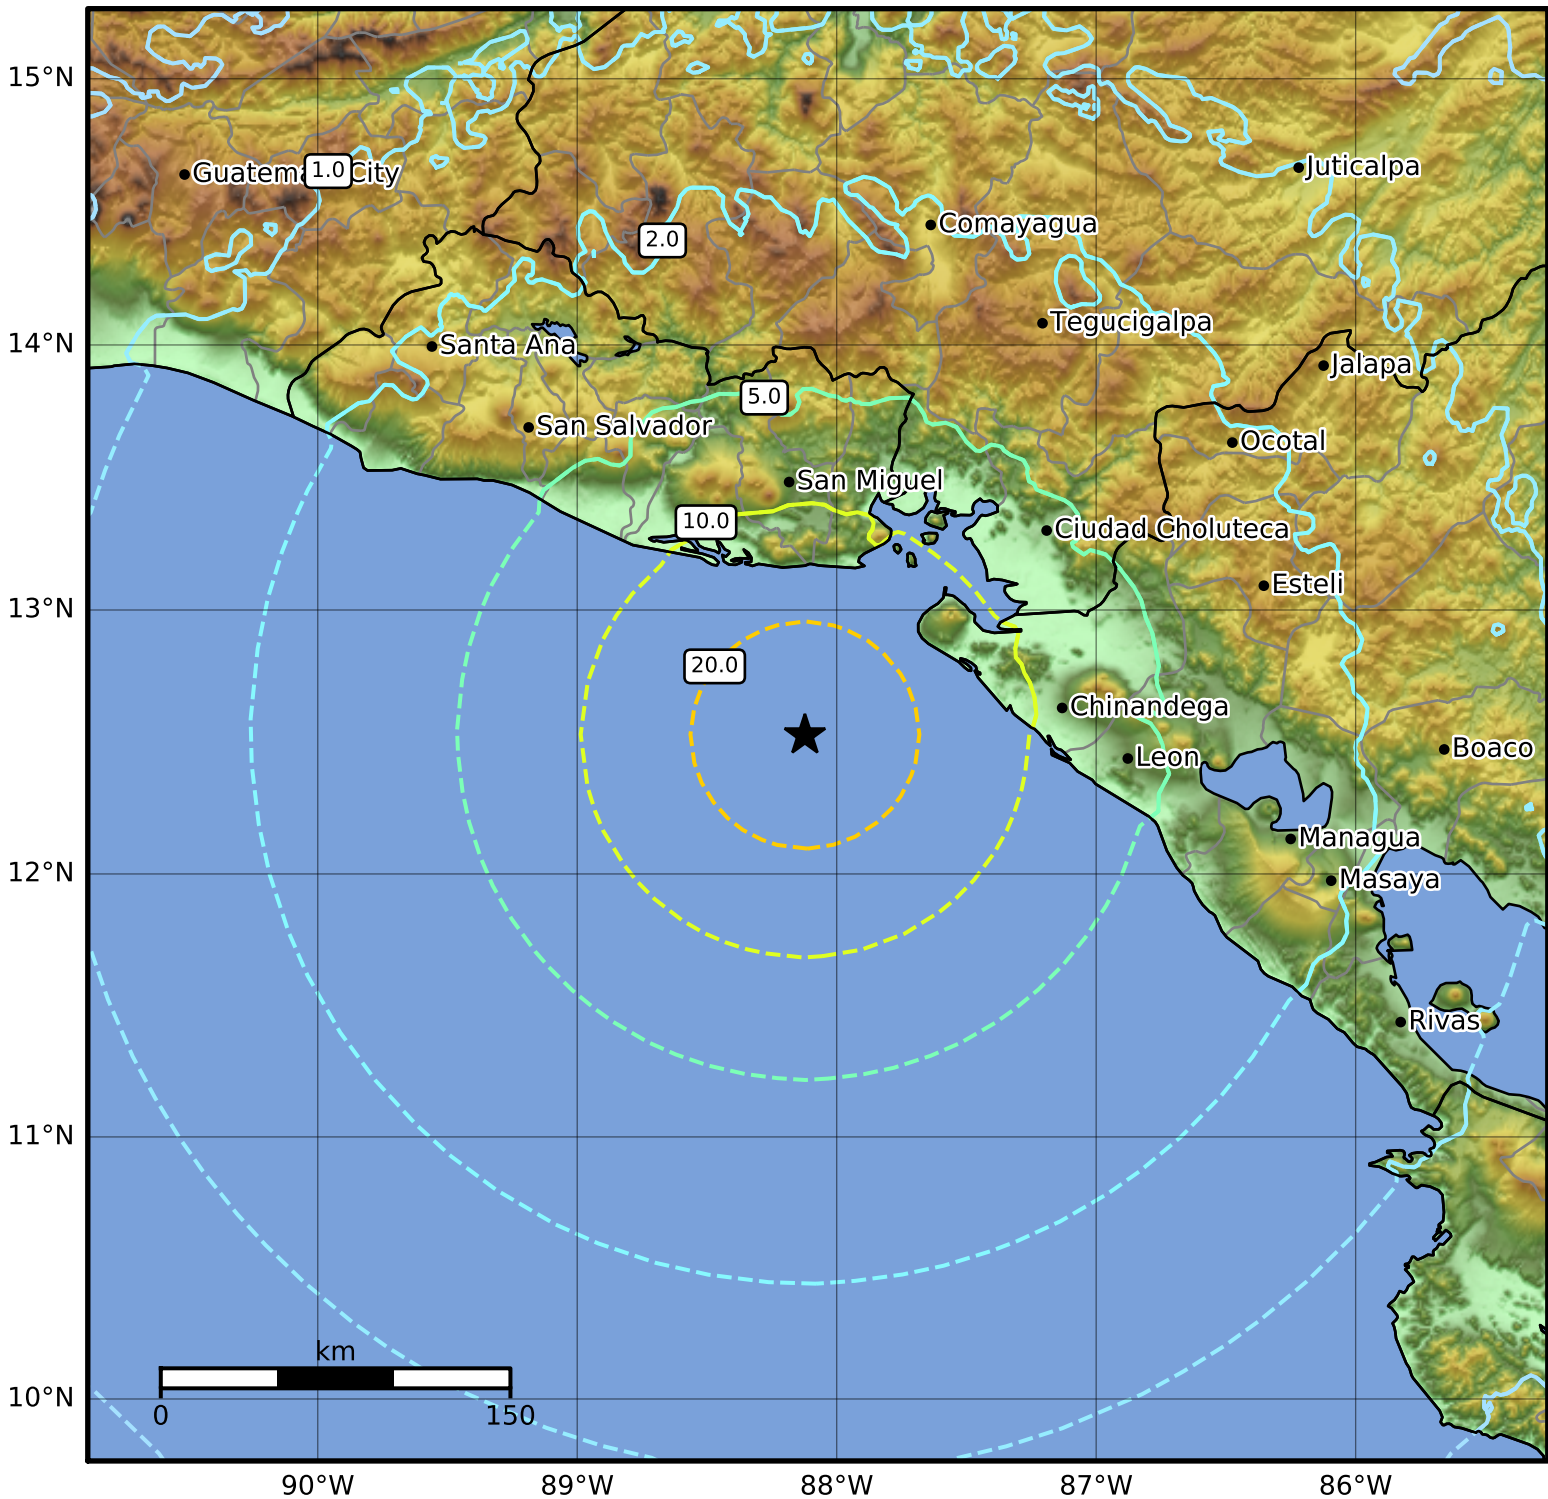 15°N
Guatemala City
1.0
Juticalpa
2.0
Comayagua
Tegucigalpa
14°N
Santa Ana
Jalapa
5.0
San Salvador
Ocotal
San Miguel
10.0
Ciudad Choluteca
Esteli
13°N
20.0
Chinandega
Leon
Boaco
Managua
12°N
Masaya
Rivas
11°N
km
10°N
0 150
90°W 89°W 88°W 87°W 86°W